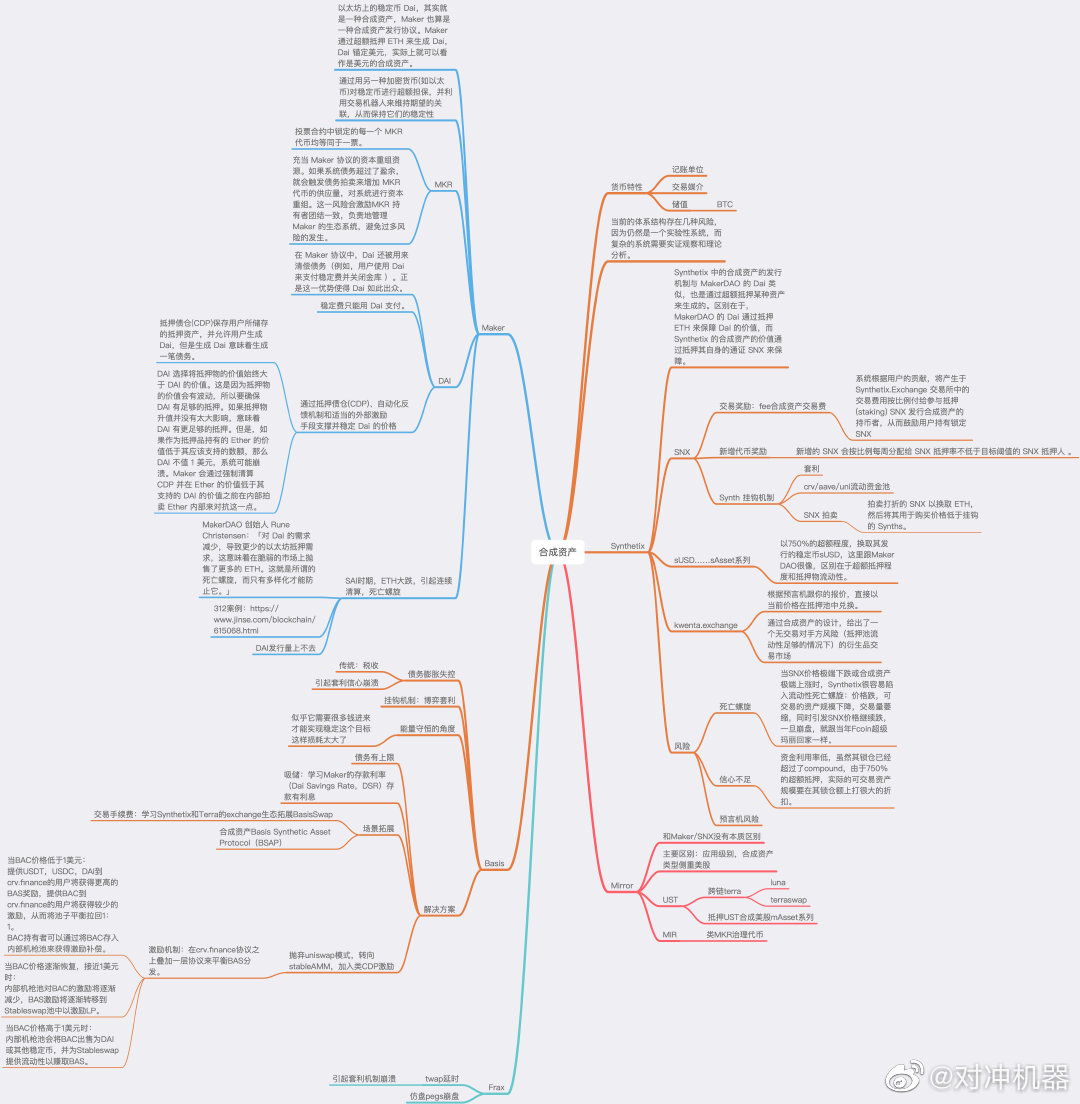 以太坊上的稳定币 Dai，其实就
是一种合成资产，Maker 也算是
一种合成资产发行协议。Maker
通过超额抵押 ETH 来生成 Dai，
Dai 锚定美元，实际上就可以看
作是美元的合成资产。
通过用另一种加密货币(如以太
币)对稳定币进行超额担保，并利
用交易机器人来维持期望的关
联，从而保持它们的稳定性
投票合约中锁定的每一个 MKR
代币均等同于一票。
充当 Maker 协议的资本重组资
源。如果系统债务超过了盈余，
就会触发债务拍卖来增加 MKR
代币的供应量，对系统进行资本
重组。这一风险会激励MKR 持
有者团结一致，负责地管理
Maker 的生态系统，避免过多风
险的发生。
MKR
在 Maker 协议中，Dai 还被用来
清偿债务（例如，用户使用 Dai
来支付稳定费并关闭金库 ）。正
是这一优势使得 Dai 如此出众。
稳定费只能用 Dai 支付。
抵押债仓(CDP)保存用户所储存
的抵押资产，并允许用户生成
Dai，但是生成 Dai 意味着生成
一笔债务。
DAI 选择将抵押物的价值始终大
于 DAI 的价值。这是因为抵押物
的价值会有波动，所以要确保
DAI 有足够的抵押。如果抵押物
升值并没有太大影响，意味着
DAI 有更足够的抵押。但是，如
果作为抵押品持有的 Ether 的价
值低于其应该支持的数额，那么
DAI 不值 1 美元，系统可能崩
溃。Maker 会通过强制清算
CDP 并在 Ether 的价值低于其
支持的 DAI 的价值之前在内部拍
卖 Ether 内部来对抗这一点。
通过抵押债仓(CDP)、自动化反
馈机制和适当的外部激励
手段支撑并稳定 Dai 的价格
DAI
Maker
MakerDAO 创始人 Rune
Christensen：「对 Dai 的需求
减少，导致更少的以太坊抵押需
求，这意味着在脆弱的市场上抛
售了更多的 ETH。这就是所谓的
死亡螺旋，而只有多样化才能防
止它。」
312案例：https://
www.jinse.com/blockchain/
615068.html
DAI发行量上不去
SAI时期，ETH大跌，引起连续
清算，死亡螺旋
合成资产
传统：税收
引起套利信心崩溃
债务膨胀失控
挂钩机制：博弈套利
似乎它需要很多钱进来
才能实现稳定这个目标
这样损耗太大了
能量守恒的角度
债务有上限
吸储：学习Maker的存款利率
（Dai Savings Rate，DSR）存
款有利息
交易手续费：学习Synthetix和Terra的exchange生态拓展BasisSwap
合成资产Basis Synthetic Asset
Protocol（BSAP）
场景拓展
当BAC价格低于1美元：
提供USDT，USDC，DAI到
crv.finance的用户将获得更高的
BAS奖励，提供BAC到
crv.finance的用户将获得较少的
激励，从而将池子平衡拉回1:
1。
BAC持有者可以通过将BAC存入
内部机枪池来获得激励补偿。
当BAC价格逐渐恢复，接近1美元
时：
内部机枪池对BAC的激励将逐渐
减少，BAS激励将逐渐转移到
Stableswap池中以激励LP。
当BAC价格高于1美元时：
内部机枪池会将BAC出售为DAI
或其他稳定币，并为Stableswap
提供流动性以赚取BAS。
激励机制：在crv.finance协议之
上叠加一层协议来平衡BAS分
发。
抛弃uniswap模式，转向
stableAMM，加入类CDP激励
解决方案
Basis
引起套利机制崩溃
twap延时
仿盘pegs崩盘
Frax
货币特性
记账单位
交易媒介
储值
BTC
当前的体系结构存在几种风险，
因为仍然是一个实验性系统，而
复杂的系统需要实证观察和理论
分析。
Synthetix 中的合成资产的发行
机制与 MakerDAO 的 Dai 类
似，也是通过超额抵押某种资产
来生成的。区别在于，
MakerDAO 的 Dai 通过抵押
ETH 来保障 Dai 的价值，而
Synthetix 的合成资产的价值通
过抵押其自身的通证 SNX 来保
障。
SNX
交易奖励：fee合成资产交易费
系统根据用户的贡献，将产生于
Synthetix.Exchange 交易所中的
交易费用按比例付给参与抵押
(staking) SNX 发行合成资产的
持币者，从而鼓励用户持有锁定
SNX
新增代币奖励
新增的 SNX 会按比例每周分配给 SNX 抵押率不低于目标阈值的 SNX 抵押人 。
Synth 挂钩机制
套利
crv/aave/uni流动资金池
SNX 拍卖
拍卖打折的 SNX 以换取 ETH，
然后将其用于购买价格低于挂钩
的 Synths。
Synthetix
sUSD……sAsset系列
以750%的超额程度，换取其发
行的稳定币sUSD，这里跟Maker
DAO很像，区别在于超额抵押程
度和抵押物流动性。
kwenta.exchange
根据预言机跟你的报价，直接以
当前价格在抵押池中兑换。
通过合成资产的设计，给出了一
个无交易对手方风险（抵押池流
动性足够的情况下）的衍生品交
易市场
风险
死亡螺旋
当SNX价格极端下跌或合成资产
极端上涨时，Synthetix很容易陷
入流动性死亡螺旋：价格跌，可
交易的资产规模下降，交易量萎
缩，同时引发SNX价格继续跌，
一旦崩盘，就跟当年Fcoin超级
玛丽回家一样。
信心不足
资金利用率低，虽然其锁仓已经
超过了compound，由于750%
的超额抵押，实际的可交易资产
规模要在其锁仓额上打很大的折
扣。
预言机风险
Mirror
和Maker/SNX没有本质区别
主要区别：应用级别，合成资产
类型侧重美股
UST
跨链terra
luna
terraswap
抵押UST合成美股mAsset系列
MIR
类MKR治理代币
@对冲机器